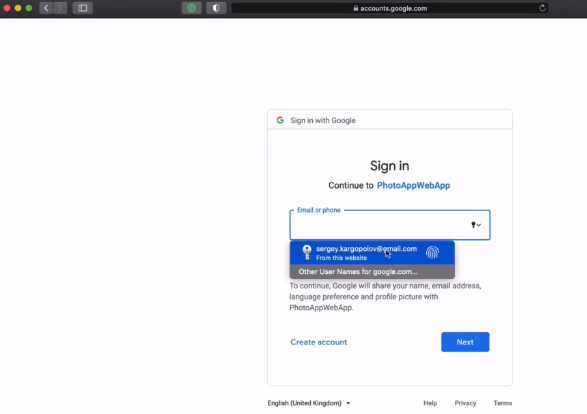 accounts.google.com
Sign in with Google
Sign in
Continue to PhotoAppWebApp
Email or phone
sergey.kargopolov@gmail.com
From this website
Other User Names for google.com...
To continue, Google will share your name, email address,
language preference and profile picture with
PhotoAppWebApp.
Create account
Next
English (United Kingdom)
Help
Privacy
Terms